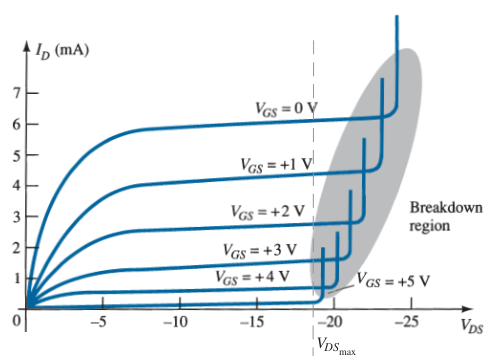 I_D (mA)
7
6
5
4
3
2
1
0
V_GS = 0 V
V_GS = +1 V
V_GS = +2 V
V_GS = +3 V
V_GS = +4 V
V_GS = +5 V
Breakdown
region
–5
–10
–15
–20
–25
V_DS
V_DS_max